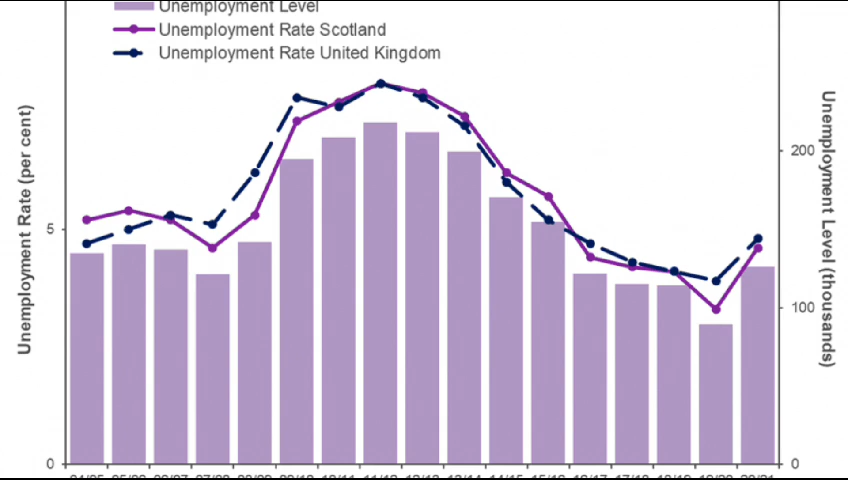 Unemployment Level
Unemployment Rate Scotland
Unemployment Rate United Kingdom
Unemployment Rate (per cent)
5
0
Unemployment Level (thousands)
200
100
0